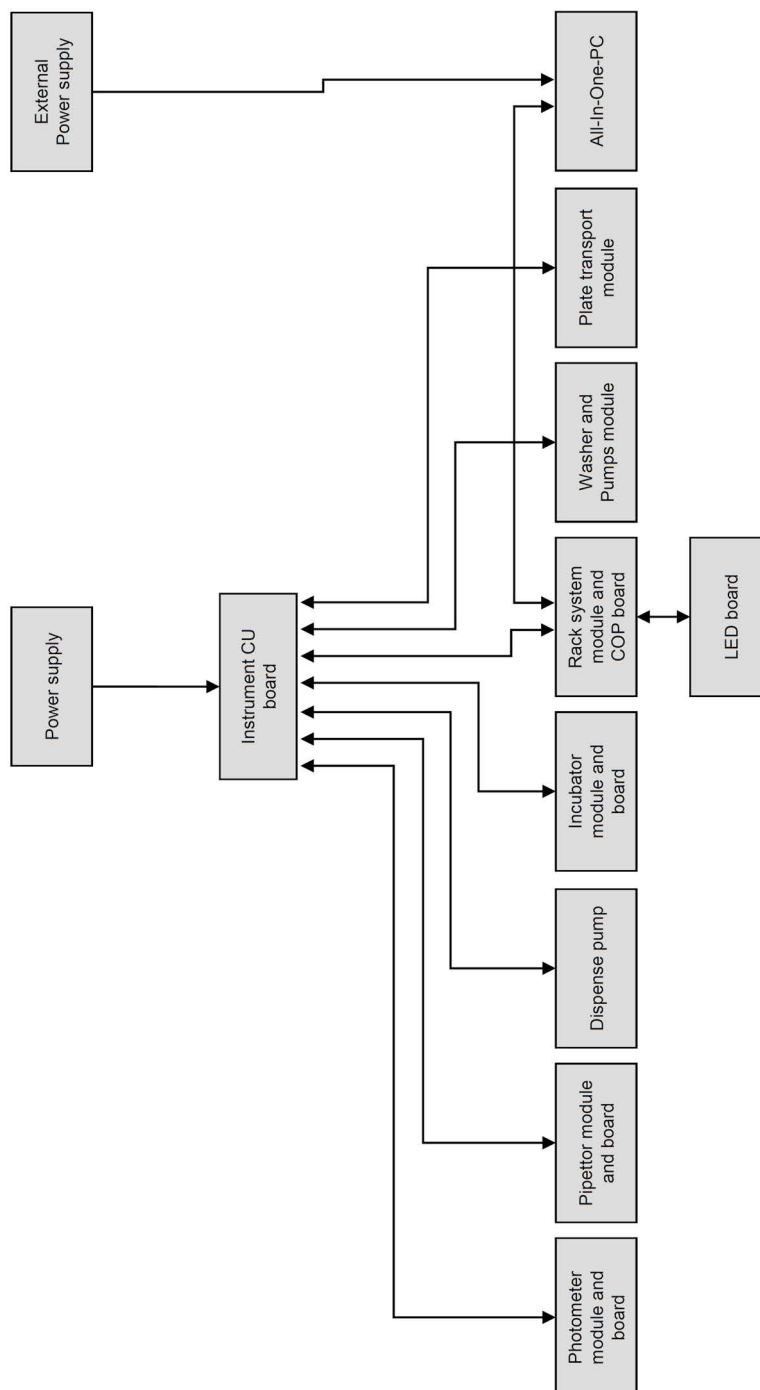 External
Power supply
Power supply
Instrument CU
board
Photometer
module and
board
Pipettor module
and board
Dispense pump
Incubator
module and
board
Rack system
module and
COP board
Washer and
Pumps module
Plate transport
module
All-In-One-PC
LED board